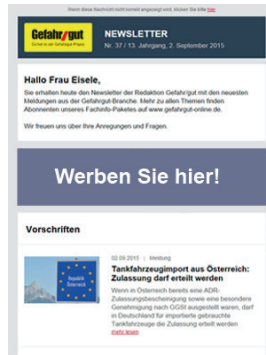 Wenn diese Nachricht nicht korrekt angezeigt wird, klicken Sie bitte hier
Gefahr/gut
NEWSLETTER
Nr. 37 / 13. Jahrgang, 2. September 2015
Hallo Frau Eisele,
Sie erhalten heute den Newsletter der Redaktion Gefahr/gut mit den neuesten
Meldungen aus der Gefahrgut-Branche. Mehr zu allen Themen finden
Abonnenten unseres Fachinfo-Paketes auf www.gefahrgut-online.de.
Wir freuen uns über Ihre Anregungen und Fragen.
Werben Sie hier!
Vorschriften
Republik
Österreich
02.09.2015 | Meldung
Tankfahrzeugimport aus Österreich:
Zulassung darf erteilt werden
Wenn in Österreich bereits eine ADR-
Zulassungsbescheinigung sowie eine besondere
Genehmigung nach GGSt ausgestellt waren, darf
in Deutschland für importierte gebrauchte
Tankfahrzeuge die Zulassung erteilt werden
mehr lesen